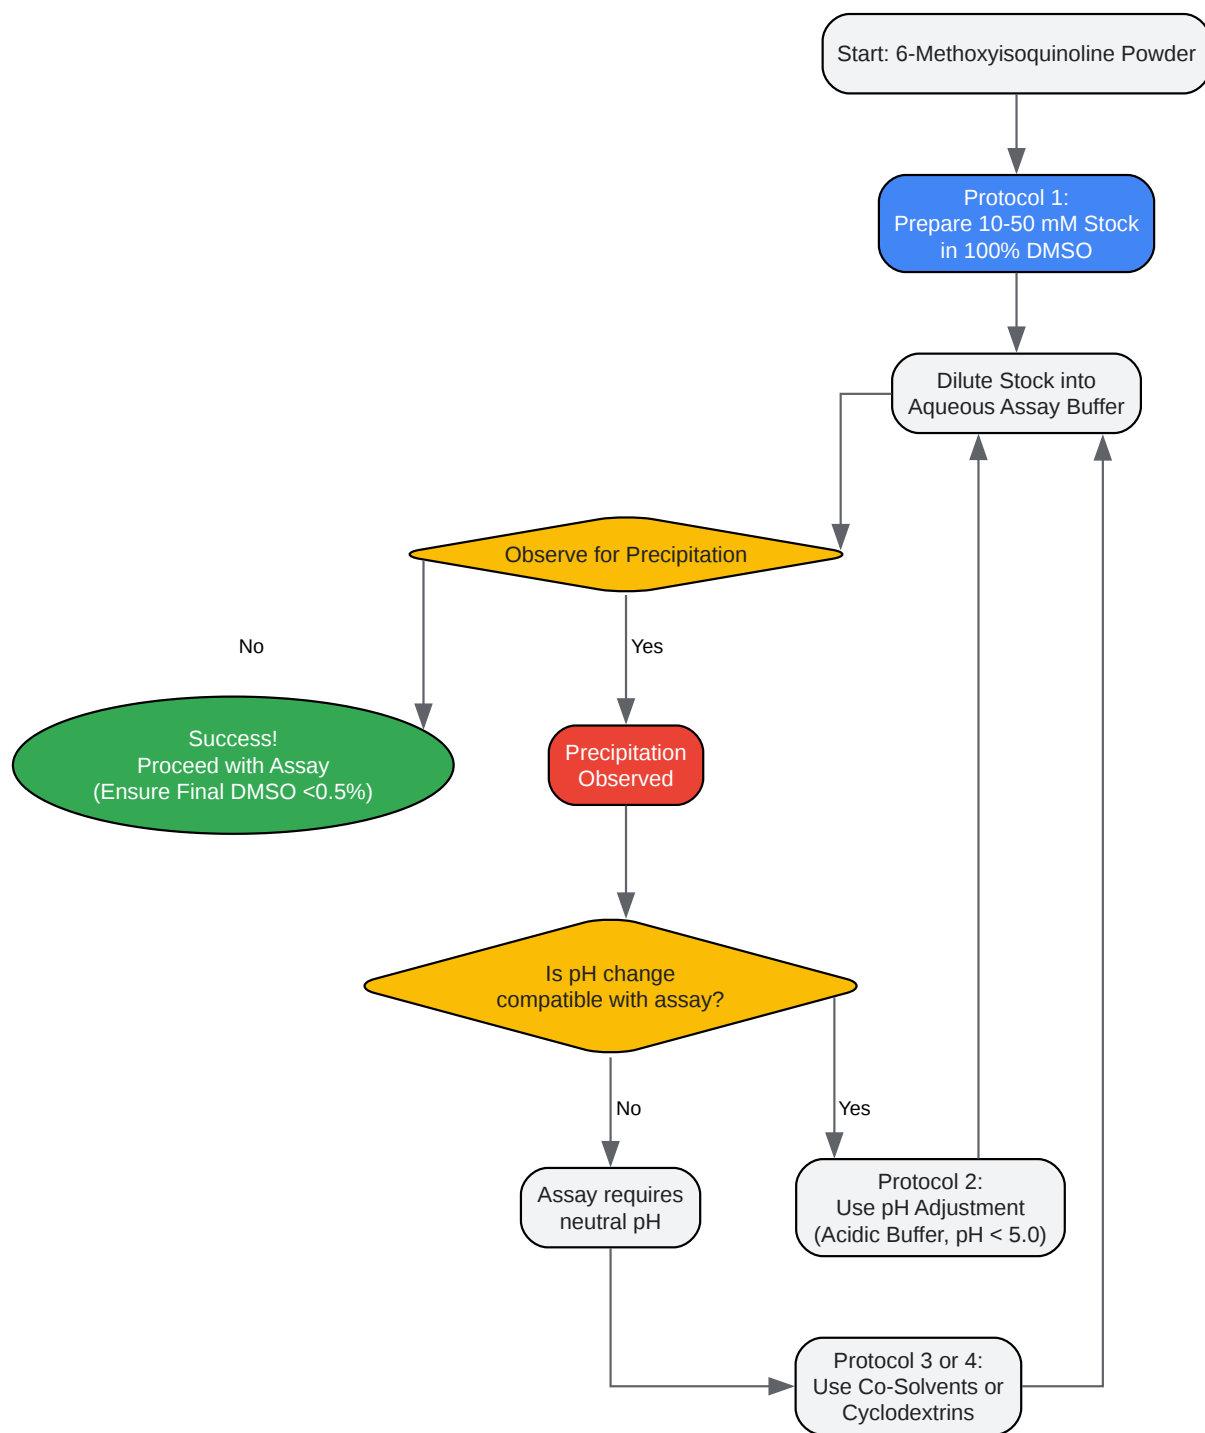 Start: 6-Methoxyisoquinoline Powder
Protocol 1:
Prepare 10-50 mM Stock
in 100% DMSO
Dilute Stock into
Aqueous Assay Buffer
Observe for Precipitation
No
Yes
Success!
Proceed with Assay
(Ensure Final DMSO <0.5%)
Precipitation
Observed
Is pH change
compatible with assay?
No
Yes
Assay requires
neutral pH
Protocol 2:
Use pH Adjustment
(Acidic Buffer, pH < 5.0)
Protocol 3 or 4:
Use Co-Solvents or
Cyclodextrins